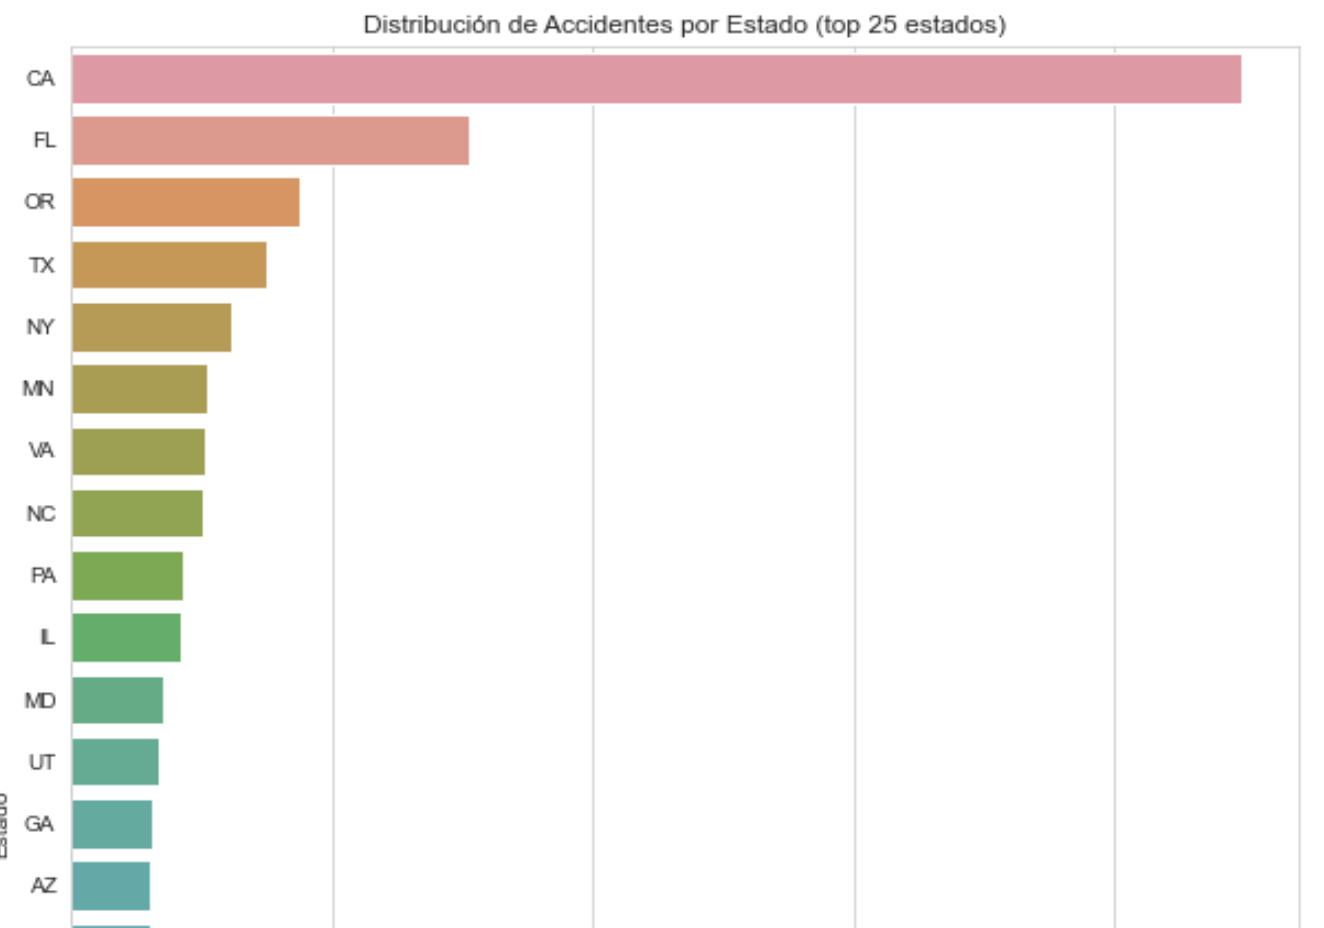 Distribución de Accidentes por Estado (top 25 estados)
CA
FL
OR
TX
NY
MN
VA
NC
PA
IL
MD
UT
GA
AZ
Estado